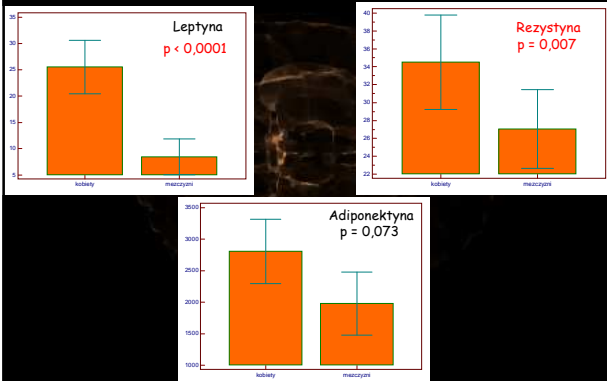 Leptyna
p < 0,0001
35
30
25
20
15
10
5
kobiety
mezczyzni
Rezystyna
p = 0,007
40
38
36
34
32
30
28
26
24
22
kobiety
mezczyzni
Adiponektyna
p = 0,073
3500
3000
2500
2000
1500
1000
kobiety
mezczyzni